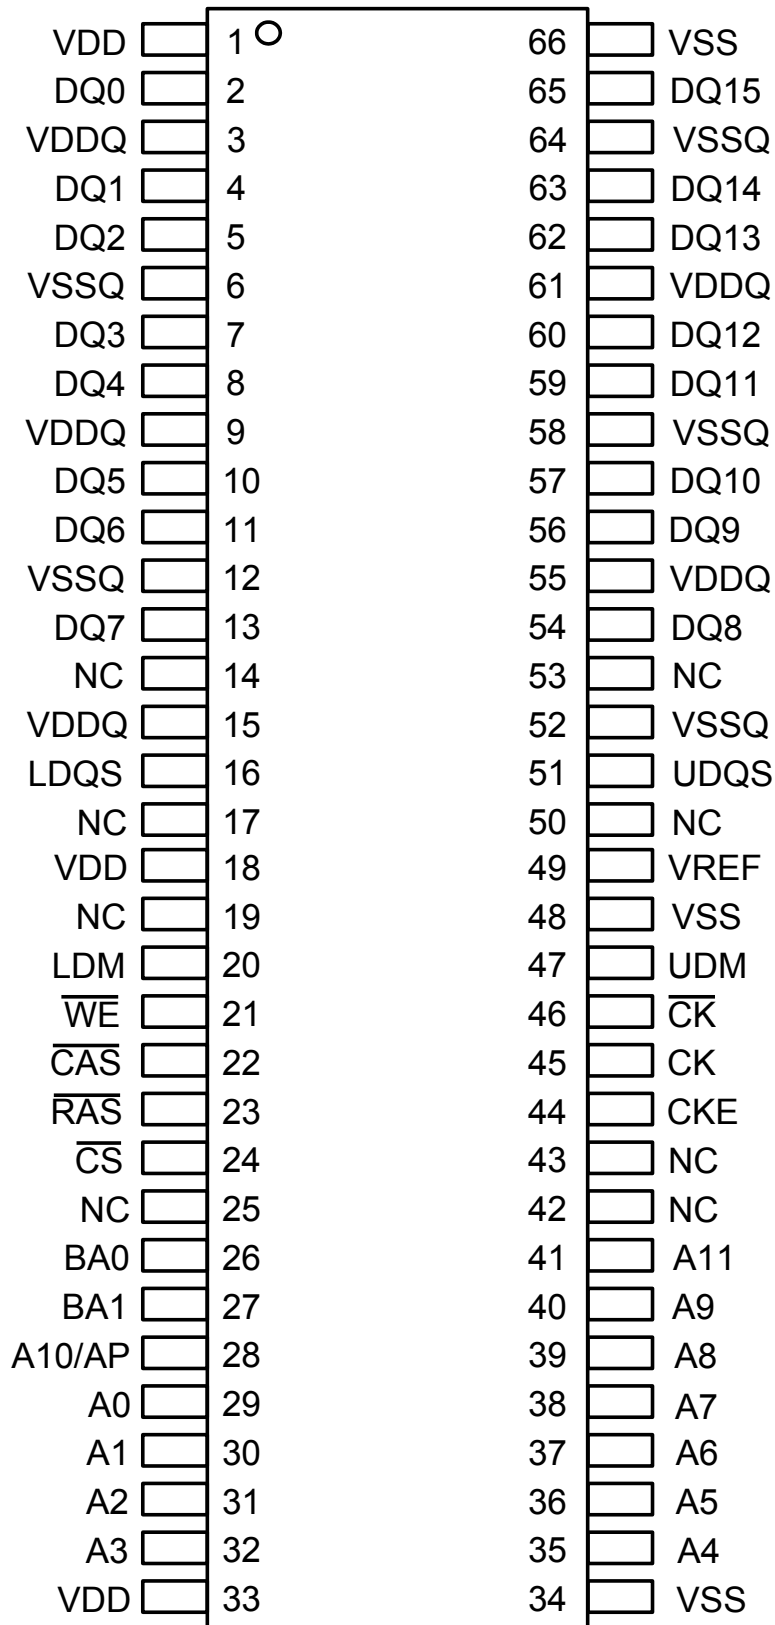 VDD 1 66 VSS
DQ0 2 65 DQ15
VDDQ 3 64 VSSQ
DQ1 4 63 DQ14
DQ2 5 62 DQ13
VSSQ 6 61 VDDQ
DQ3 7 60 DQ12
DQ4 8 59 DQ11
VDDQ 9 58 VSSQ
DQ5 10 57 DQ10
DQ6 11 56 DQ9
VSSQ 12 55 VDDQ
DQ7 13 54 DQ8
NC 14 53 NC
VDDQ 15 52 VSSQ
LDQS 16 51 UDQS
NC 17 50 NC
VDD 18 49 VREF
NC 19 48 VSS
LDM 20 47 UDM
W̅E̅ 21 46 C̅K̅
C̅A̅S̅ 22 45 CK
R̅A̅S̅ 23 44 CKE
C̅S̅ 24 43 NC
NC 25 42 NC
BA0 26 41 A11
BA1 27 40 A9
A10/AP 28 39 A8
A0 29 38 A7
A1 30 37 A6
A2 31 36 A5
A3 32 35 A4
VDD 33 34 VSS